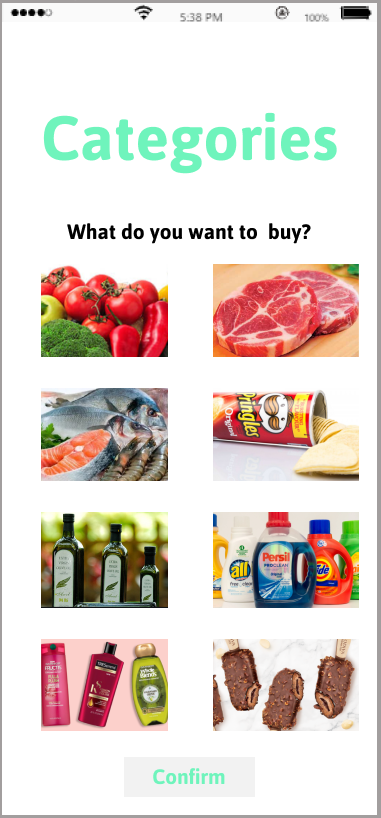 5:38 PM 100%
Categories
What do you want to buy?
Original
Pringles
all
free clear
Persil
PROCLEAN
Tide
FRUCTIS
whole
Blends
Confirm